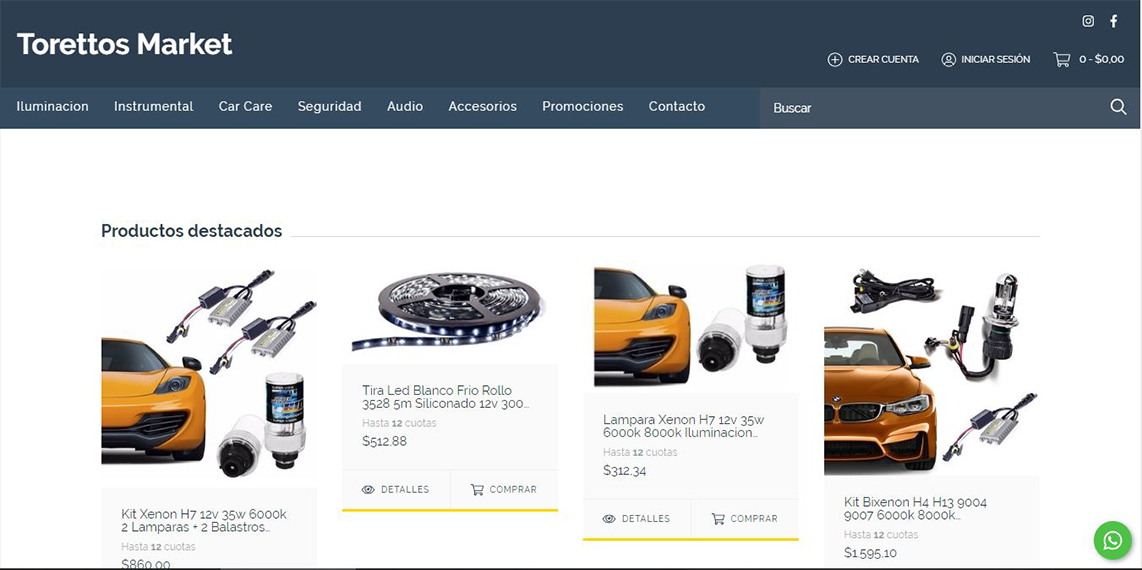 Torettos Market
CREAR CUENTA
INICIAR SESIÓN
0 - $0,00
Iluminacion
Instrumental
Car Care
Seguridad
Audio
Accesorios
Promociones
Contacto
Buscar
Productos destacados
Kit Xenon H7 12v 35w 6000k
2 Lamparas + 2 Balastros...
Hasta 12 cuotas
$860,00
Tira Led Blanco Frio Rollo
3528 5m Siliconado 12v 300...
Hasta 12 cuotas
$512,88
DETALLES
COMPRAR
Lampara Xenon H7 12v 35w
6000k 8000k Iluminacion...
Hasta 12 cuotas
$312,34
DETALLES
COMPRAR
Kit Bixenon H4 H13 9004
9007 6000k 8000k...
Hasta 12 cuotas
$1.595,10